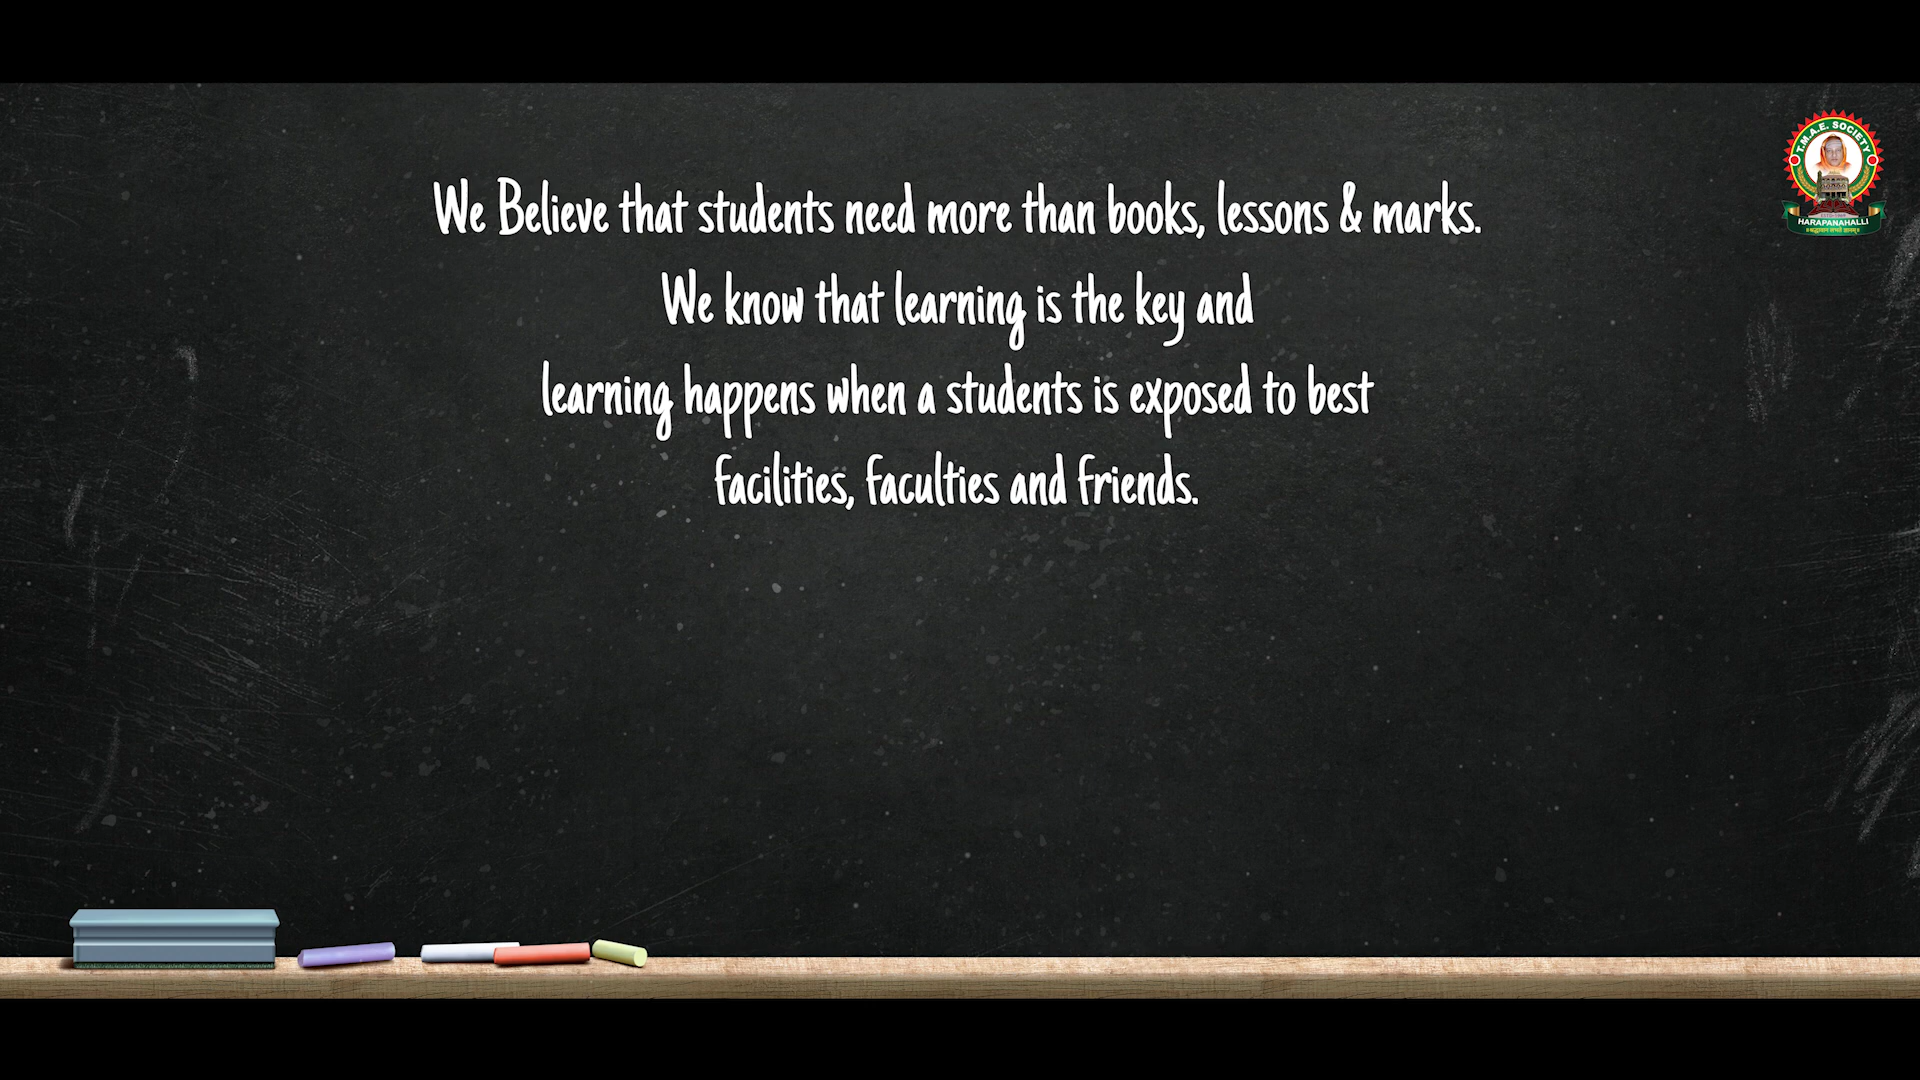 We Believe that students need more than books, lessons & marks.
We know that learning is the key and
learning happens when a students is exposed to best
facilities, faculties and friends.
T.M.A.E. SOCIETY
HARAPANAHALLI